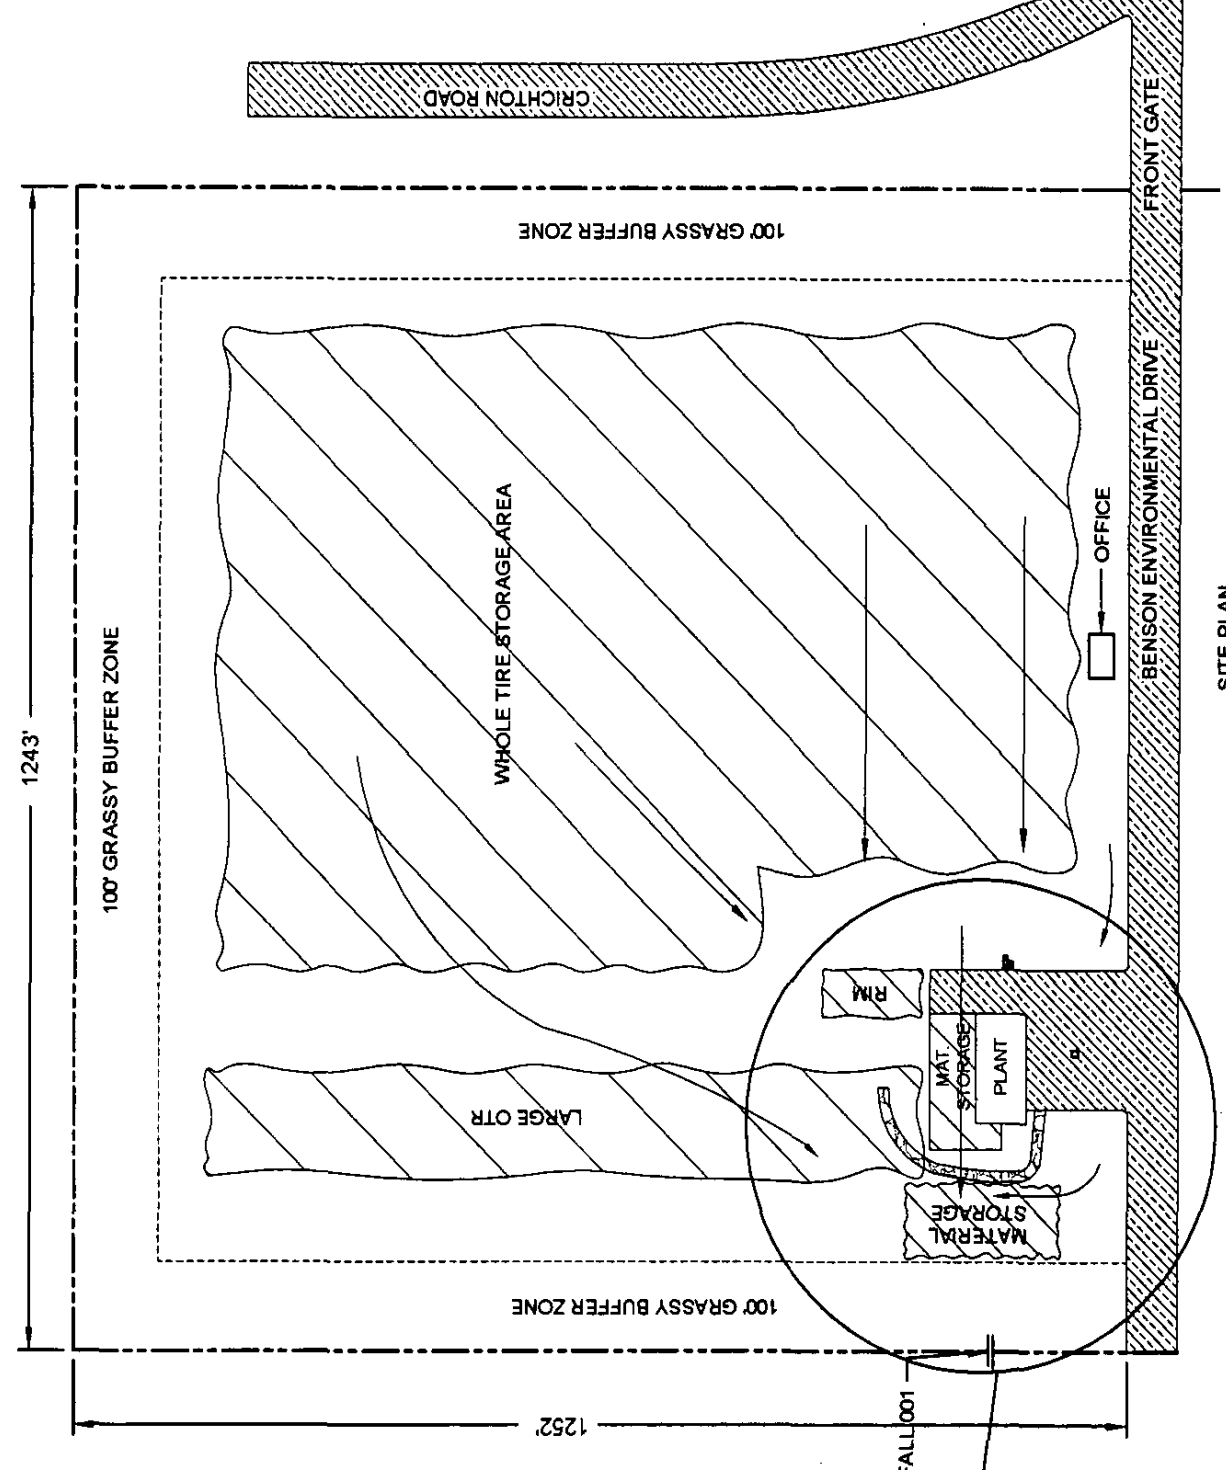 CRICHTON ROAD
FRONT GATE
100' GRASSY BUFFER ZONE
1243'
100' GRASSY BUFFER ZONE
WHOLE TIRE STORAGE AREA
OFFICE
BENSON ENVIRONMENTAL DRIVE
SITE PLAN
RIM
MAT.
STORAGE
PLANT
LARGE OTR
MATERIAL
STORAGE
100' GRASSY BUFFER ZONE
1252'
FALL 001